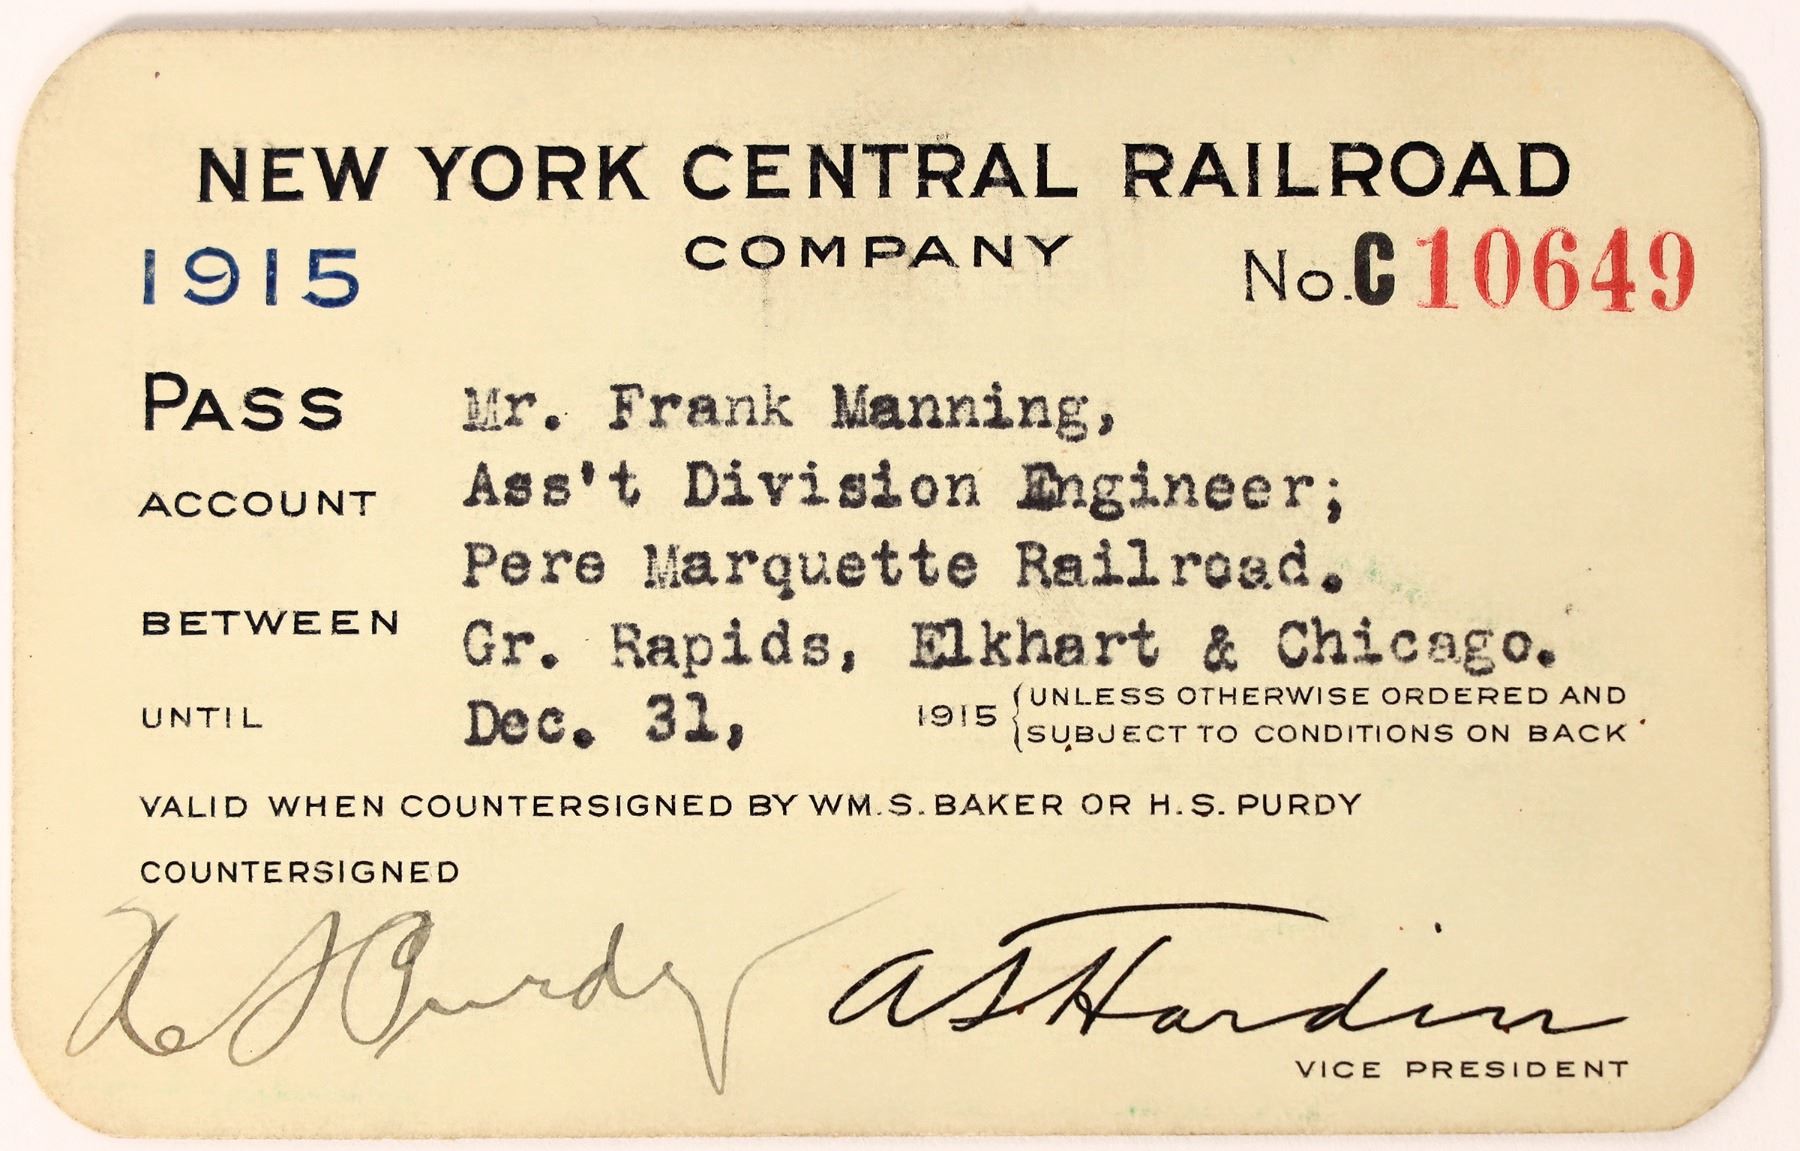 NEW YORK CENTRAL RAILROAD
COMPANY
1915 No. C 10649
PASS Mr. Frank Manning,
ACCOUNT Ass't Division Engineer;
Pere Marquette Railroad.
BETWEEN Gr. Rapids, Elkhart & Chicago.
UNTIL Dec. 31, 1915 { UNLESS OTHERWISE ORDERED AND
SUBJECT TO CONDITIONS ON BACK
VALID WHEN COUNTERSIGNED BY WM. S. BAKER OR H. S. PURDY
COUNTERSIGNED
H S Purdy A S Hardin
VICE PRESIDENT